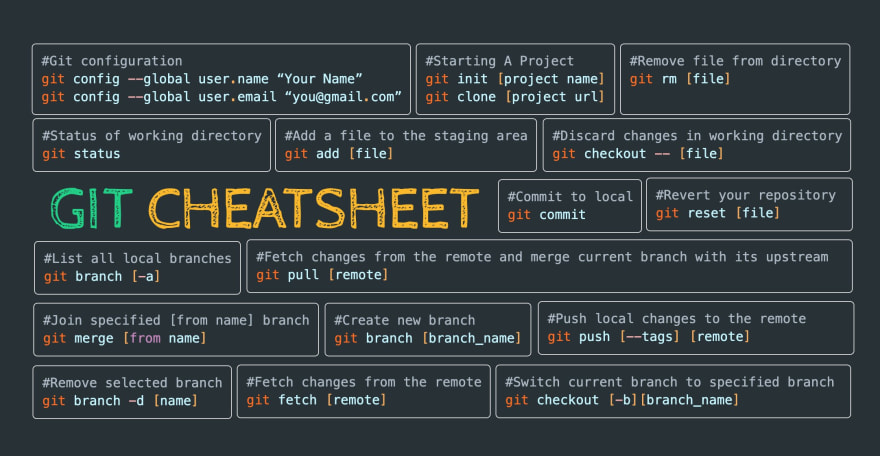 #Git configuration
git config --global user.name “Your Name”
git config --global user.email “you@gmail.com”
#Starting A Project
git init [project name]
git clone [project url]
#Remove file from directory
git rm [file]
#Status of working directory
git status
#Add a file to the staging area
git add [file]
#Discard changes in working directory
git checkout -- [file]
GIT CHEATSHEET
#Commit to local
git commit
#Revert your repository
git reset [file]
#List all local branches
git branch [-a]
#Fetch changes from the remote and merge current branch with its upstream
git pull [remote]
#Join specified [from name] branch
git merge [from name]
#Create new branch
git branch [branch_name]
#Push local changes to the remote
git push [--tags] [remote]
#Remove selected branch
git branch -d [name]
#Fetch changes from the remote
git fetch [remote]
#Switch current branch to specified branch
git checkout [-b][branch_name]